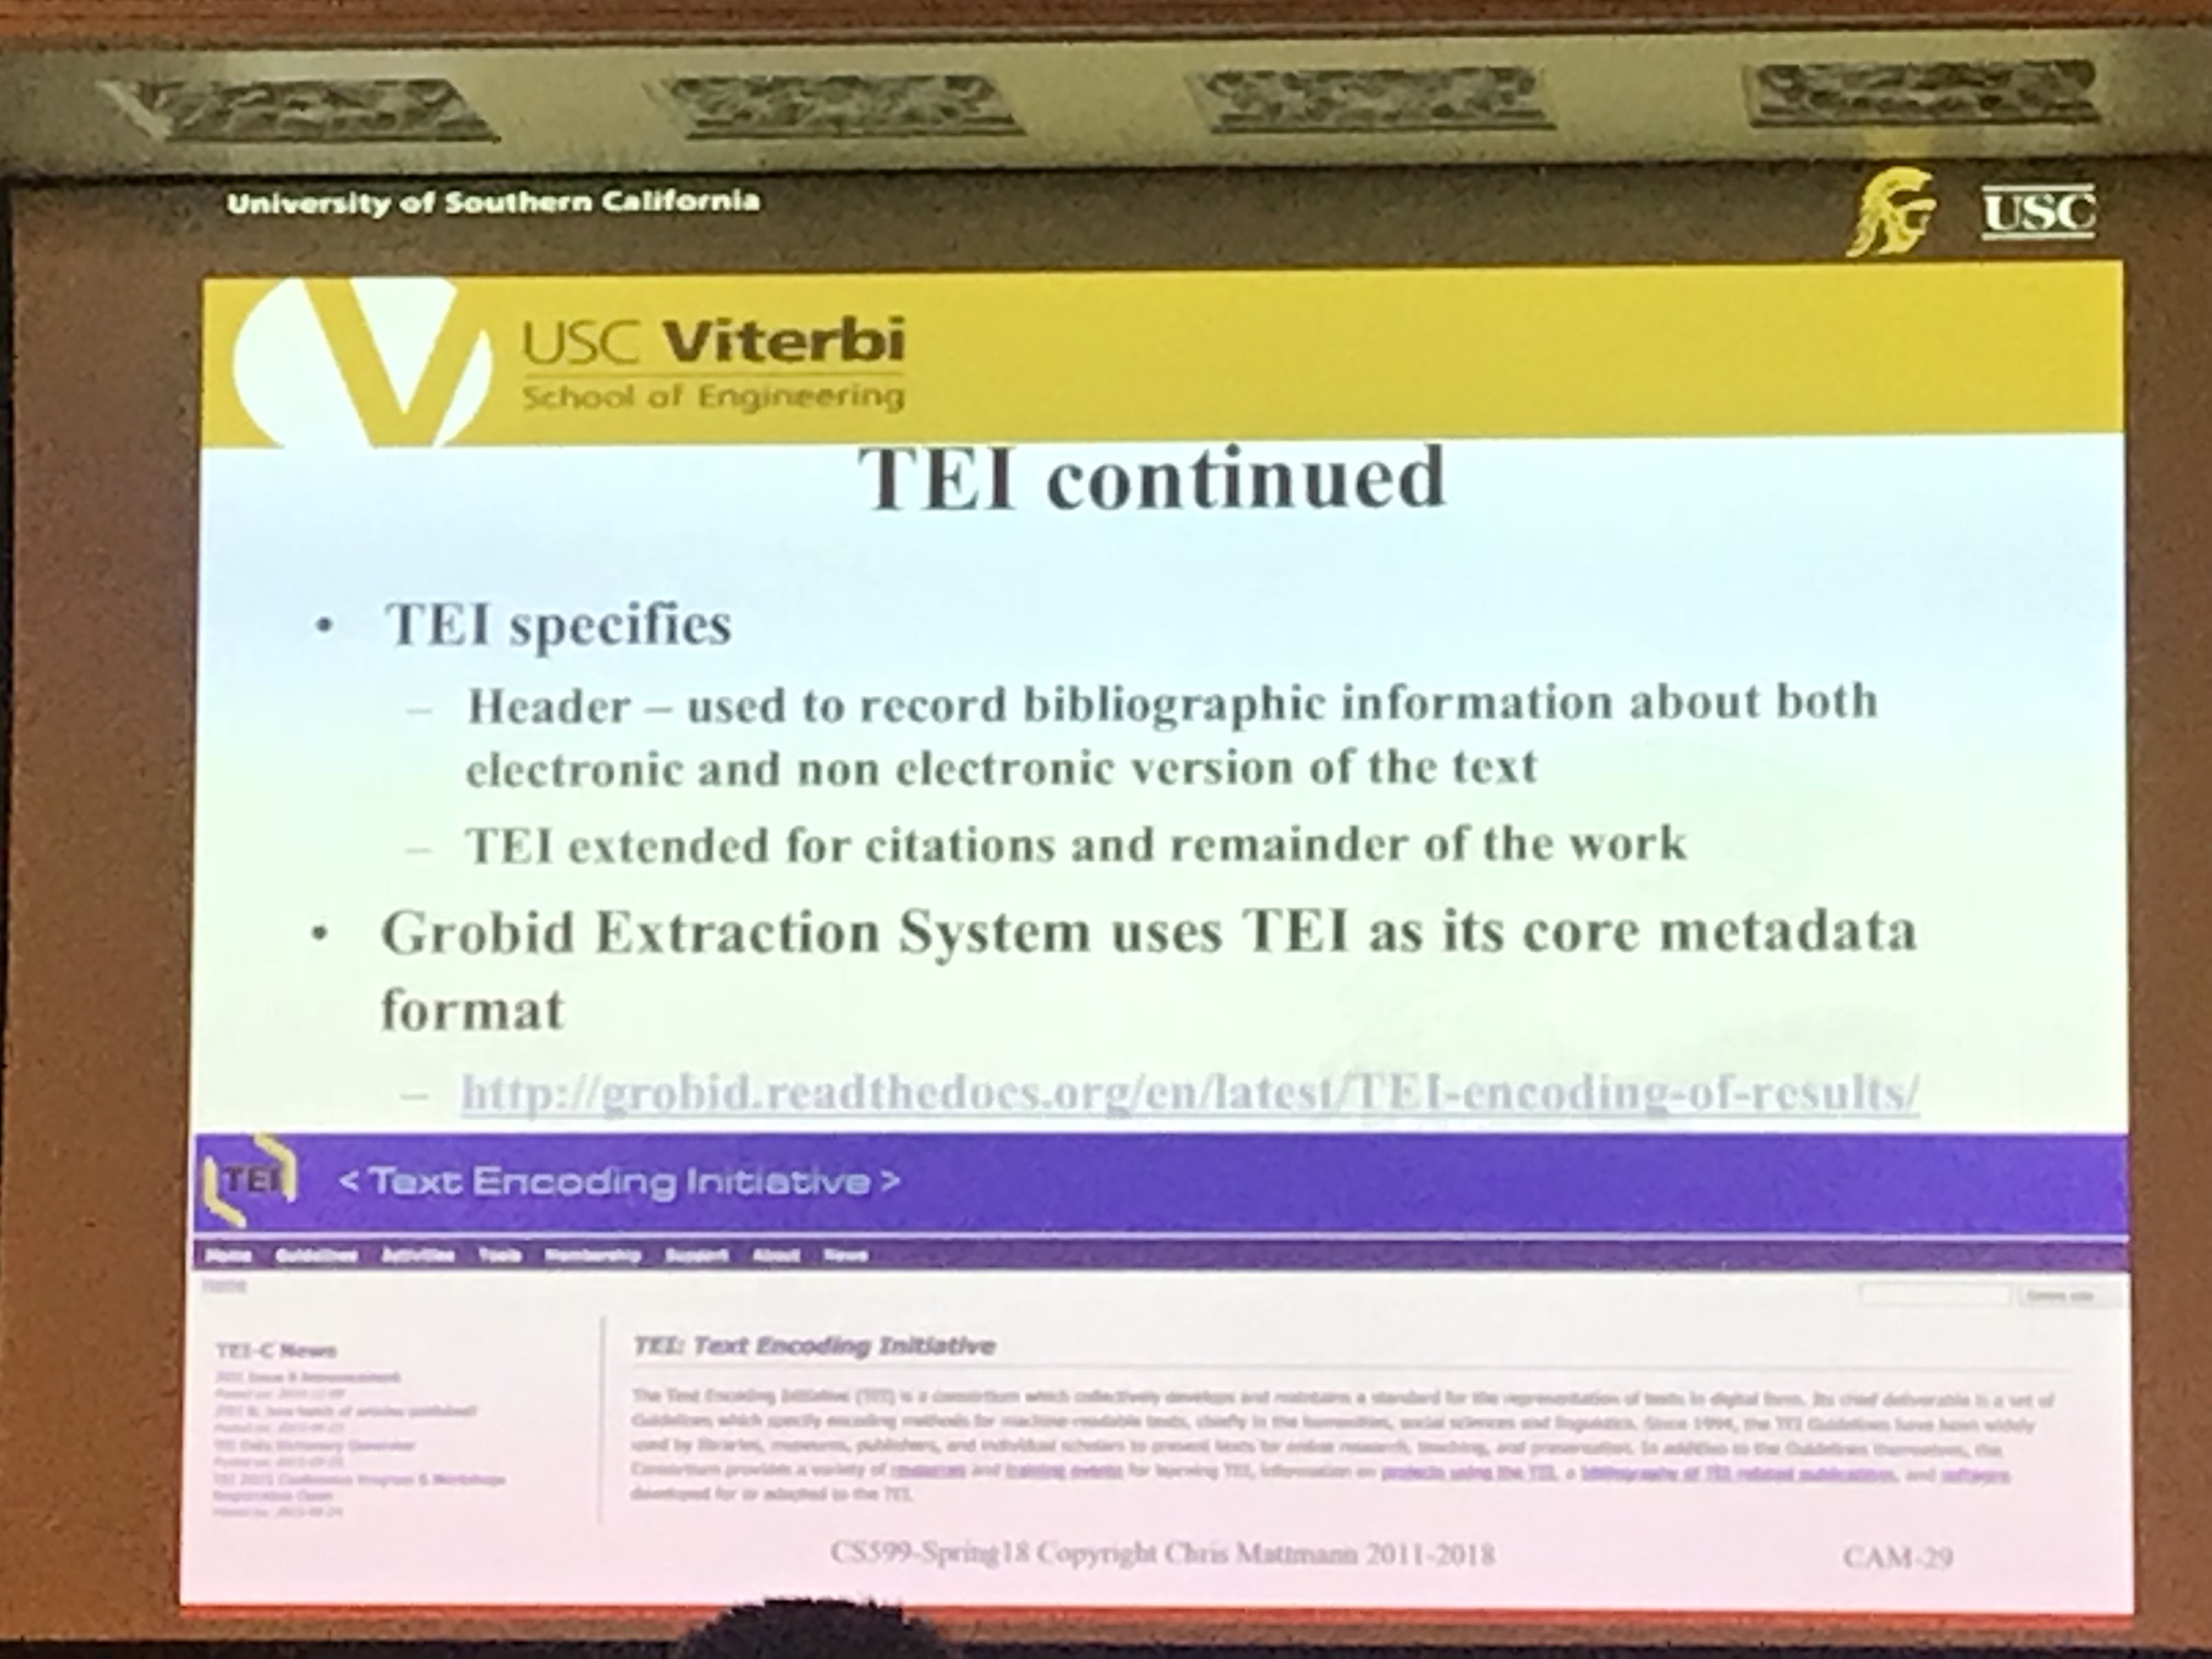 University of Southern California
USC
USC Viterbi
School of Engineering
TEI continued
• TEI specifies
– Header – used to record bibliographic information about both
electronic and non electronic version of the text
– TEI extended for citations and remainder of the work
• Grobid Extraction System uses TEI as its core metadata
format
– http://grobid.readthedocs.org/en/latest/TEI-encoding-of-results/
TEI
< Text Encoding Initiative >
Home Guidelines Activities Tools Membership Support About News
Home
TEI-C News
TEI: Text Encoding Initiative
The Text Encoding Initiative (TEI) is a consortium which collectively develops and maintains a standard for the representation of texts in digital form. Its chief deliverable is a set of
Guidelines which specify encoding methods for machine-readable texts, chiefly in the humanities, social sciences and linguistics. Since 1994, the TEI Guidelines have been widely
used by libraries, museums, publishers, and individual scholars to present texts for online research, teaching, and preservation. In addition to the Guidelines themselves, the
Consortium provides a variety of resources and training events for learning TEI, information on projects using the TEI, a bibliography of TEI-related publications, and software
developed for or adapted to the TEI.
CS599-Spring18 Copyright Chris Mattmann 2011-2018
CAM-29